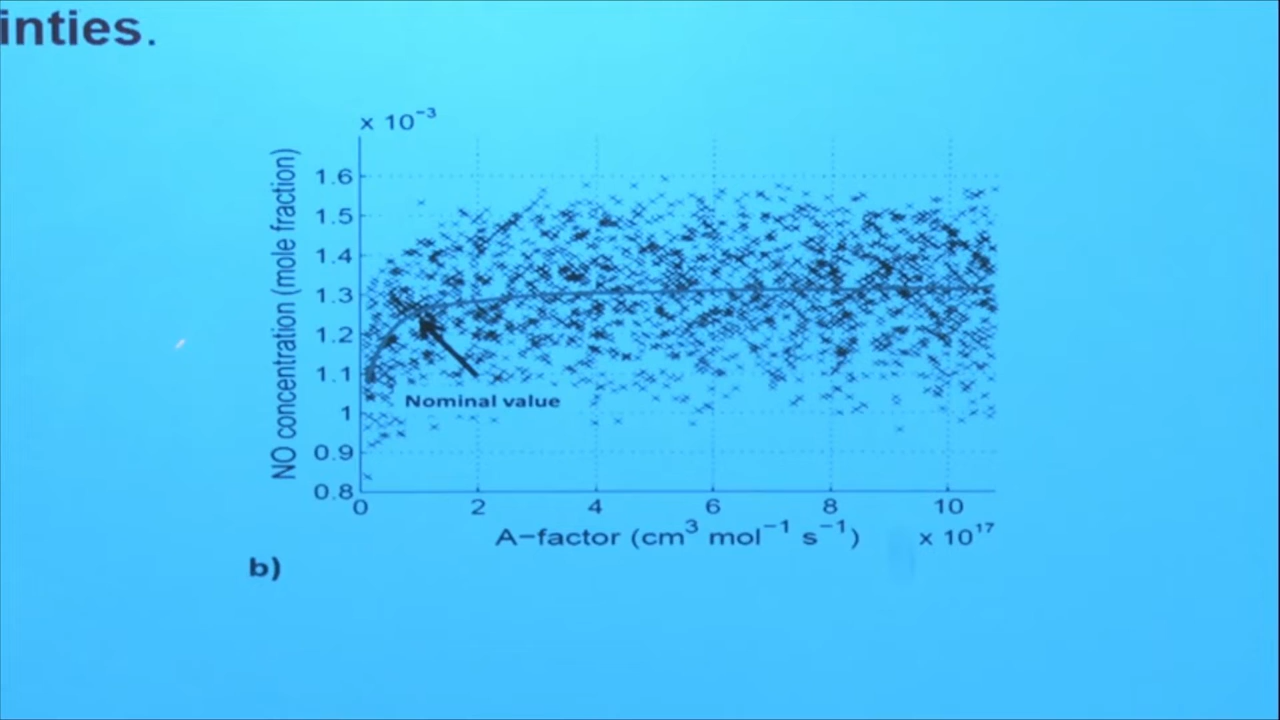 inties.
x 10⁻³
NO concentration (mole fraction)
1.6
1.5
1.4
1.3
1.2
1.1
1
0.9
0.8
Nominal value
0 2 4 6 8 10
A−factor (cm³ mol⁻¹ s⁻¹) x 10¹⁷
b)